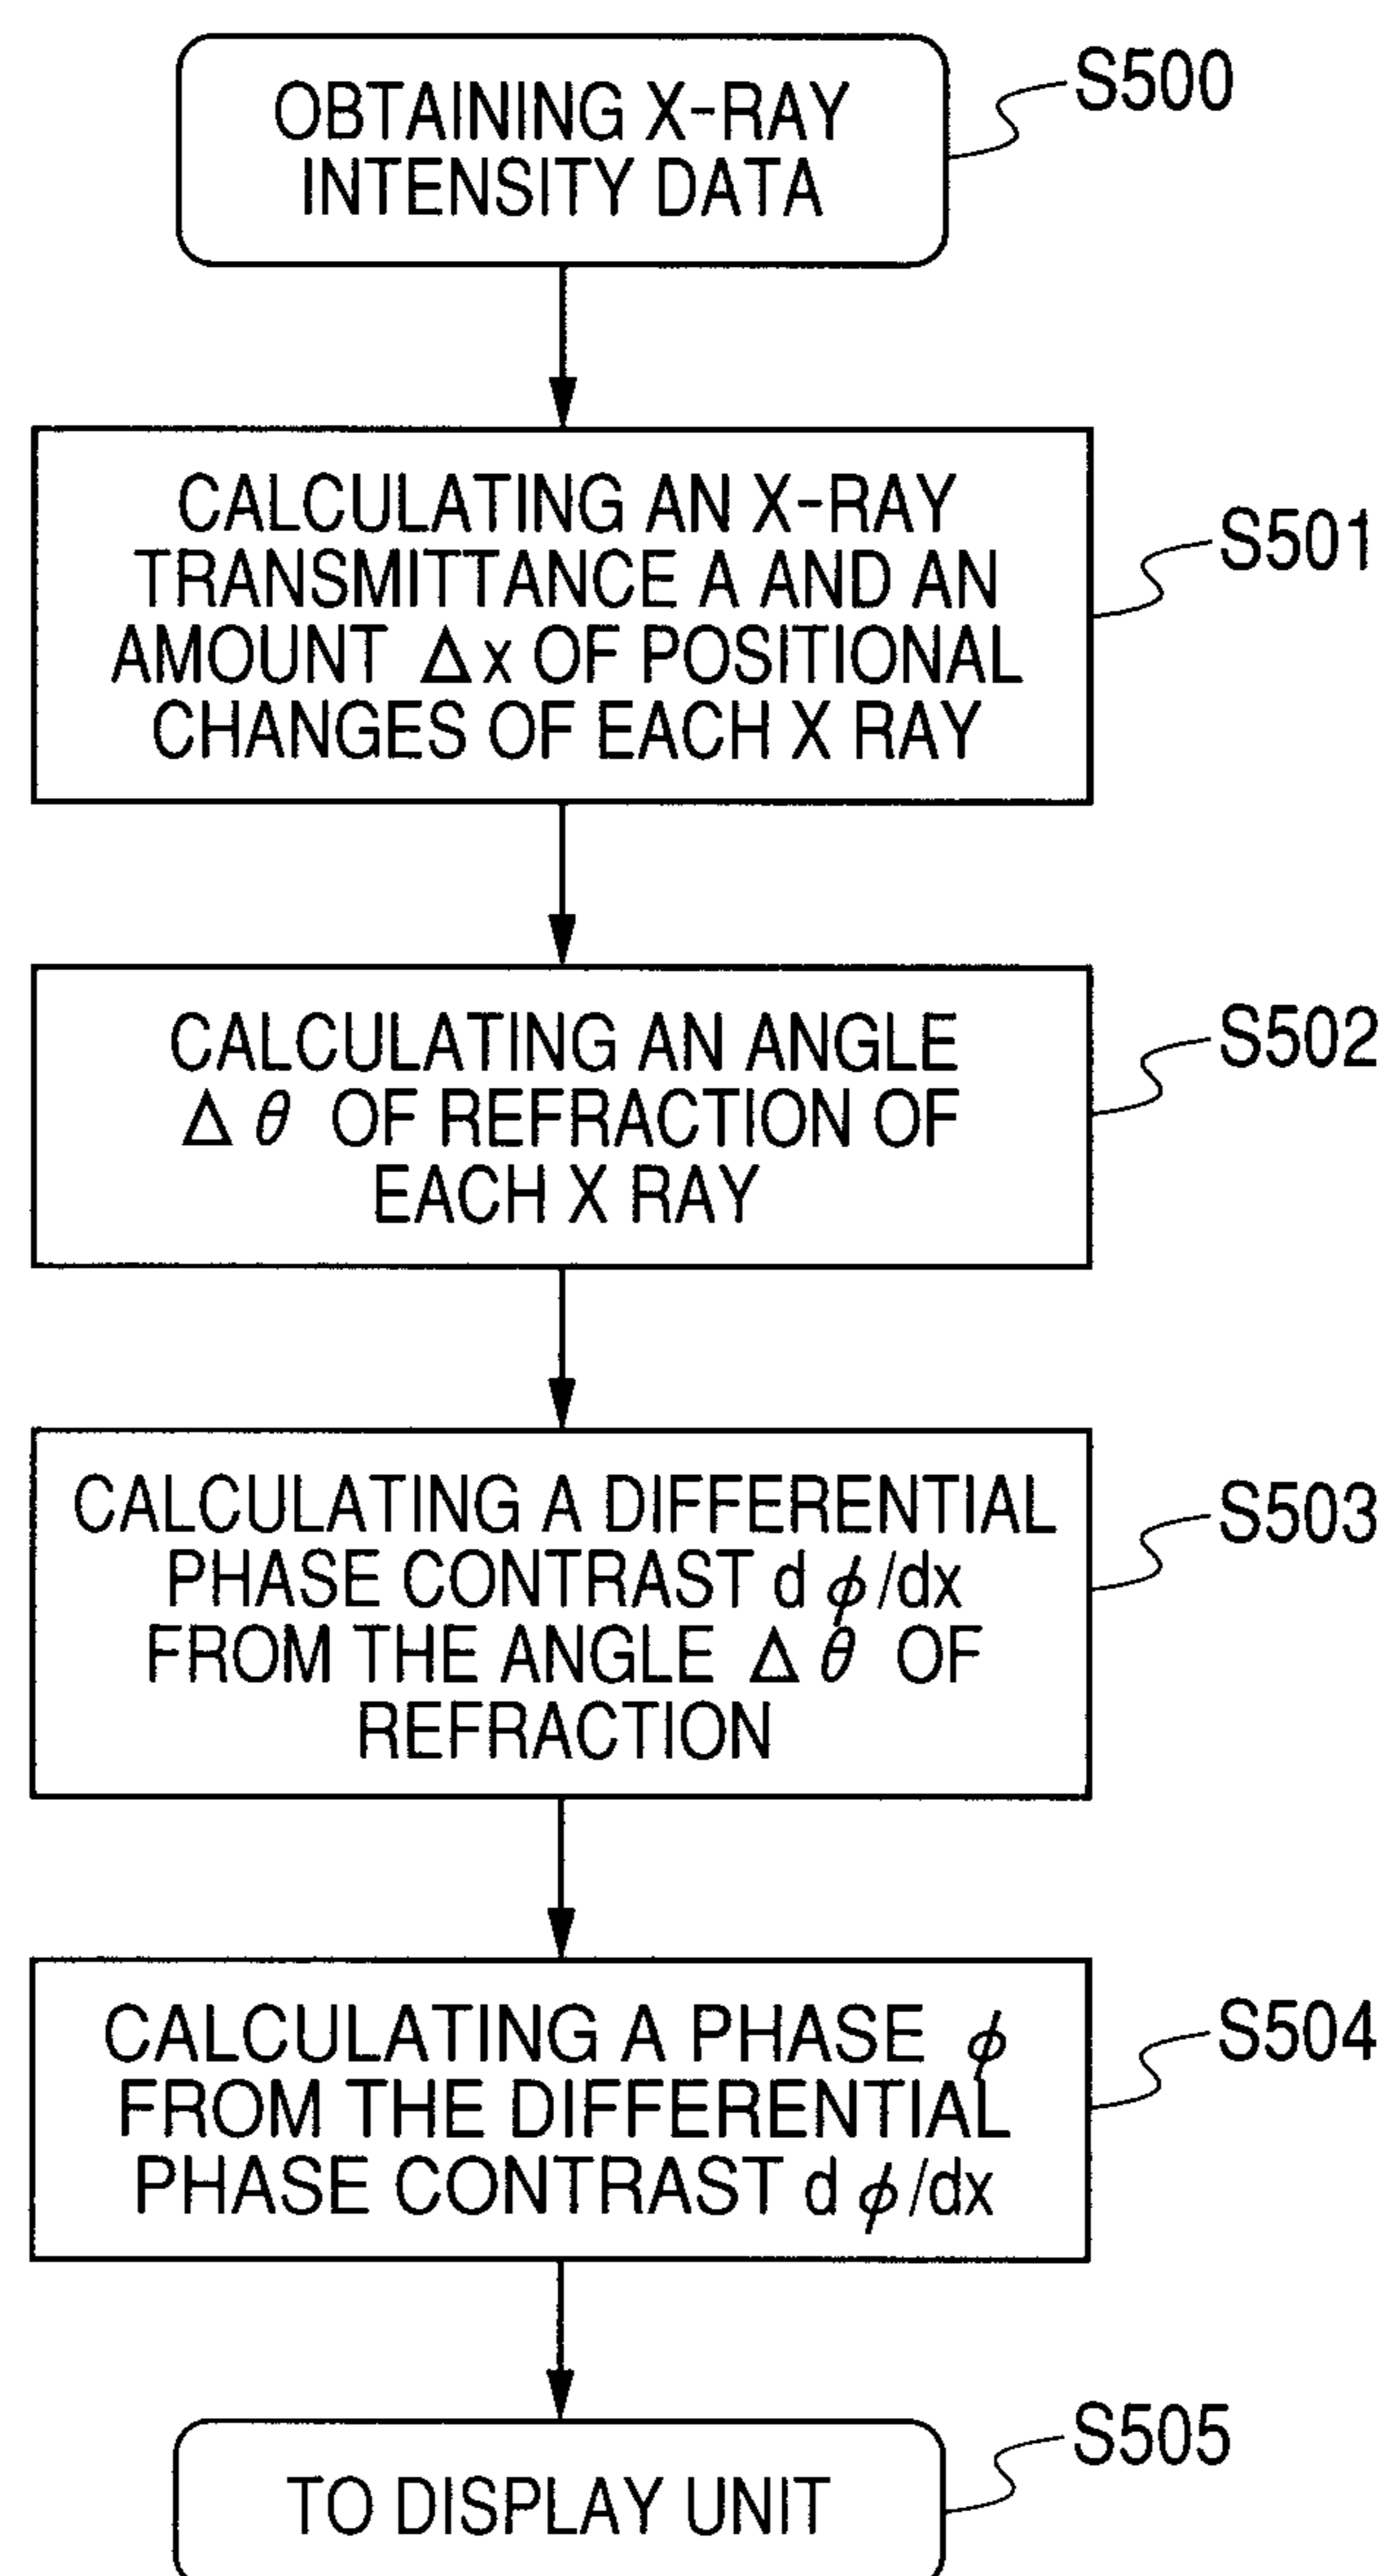 OBTAINING X-RAY
INTENSITY DATA
S500
CALCULATING AN X-RAY
TRANSMITTANCE A AND AN
AMOUNT Δx OF POSITIONAL
CHANGES OF EACH X RAY
S501
CALCULATING AN ANGLE
Δθ OF REFRACTION OF
EACH X RAY
S502
CALCULATING A DIFFERENTIAL
PHASE CONTRAST dϕ/dx
FROM THE ANGLE Δθ OF
REFRACTION
S503
CALCULATING A PHASE ϕ
FROM THE DIFFERENTIAL
PHASE CONTRAST dϕ/dx
S504
TO DISPLAY UNIT
S505